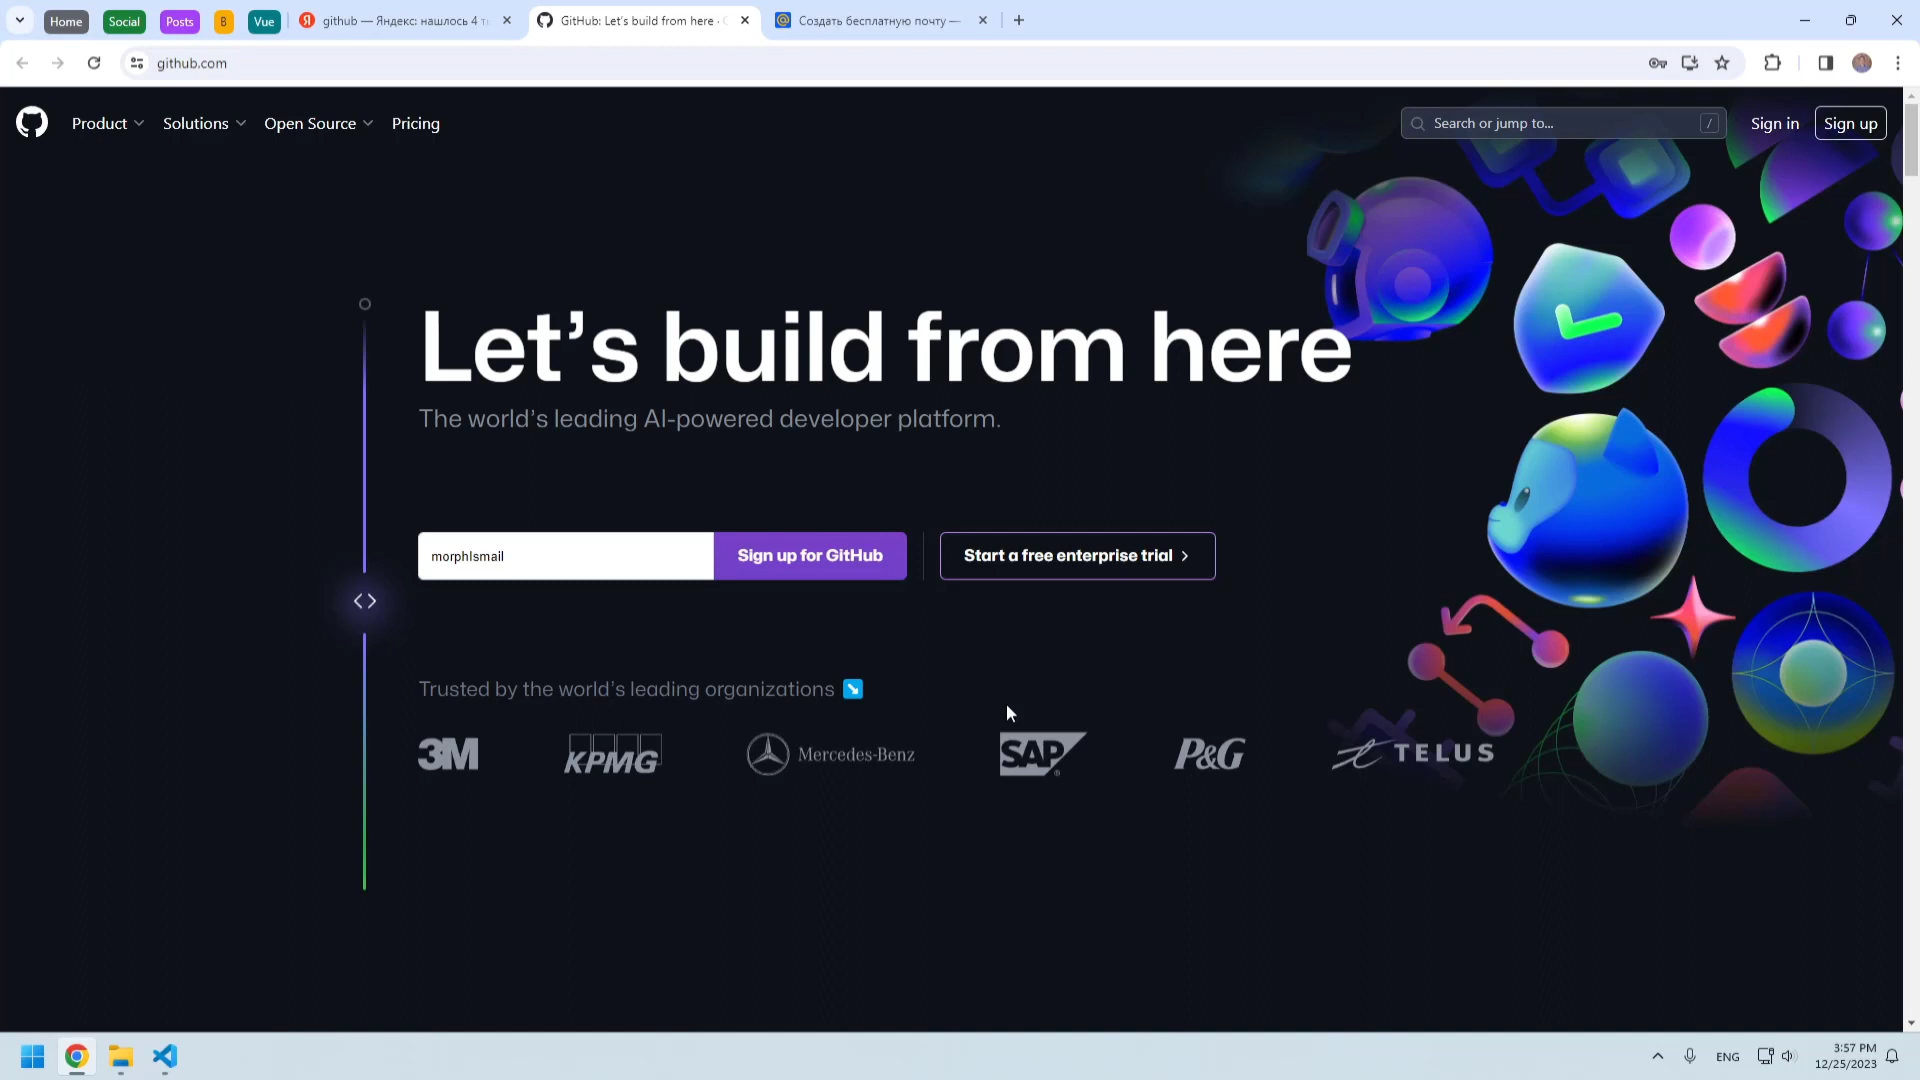 Home
Social
Posts
B
Vue
github — Яндекс: нашлось 4 т
GitHub: Let's build from here ·
Создать бесплатную почту —
github.com
Product
Solutions
Open Source
Pricing
Search or jump to...
/
Sign in
Sign up
Let's build from here
The world's leading AI-powered developer platform.
morphIsmail
Sign up for GitHub
Start a free enterprise trial
Trusted by the world's leading organizations
3M
KPMG
Mercedes-Benz
SAP
P&G
TELUS
ENG
3:57 PM
12/25/2023